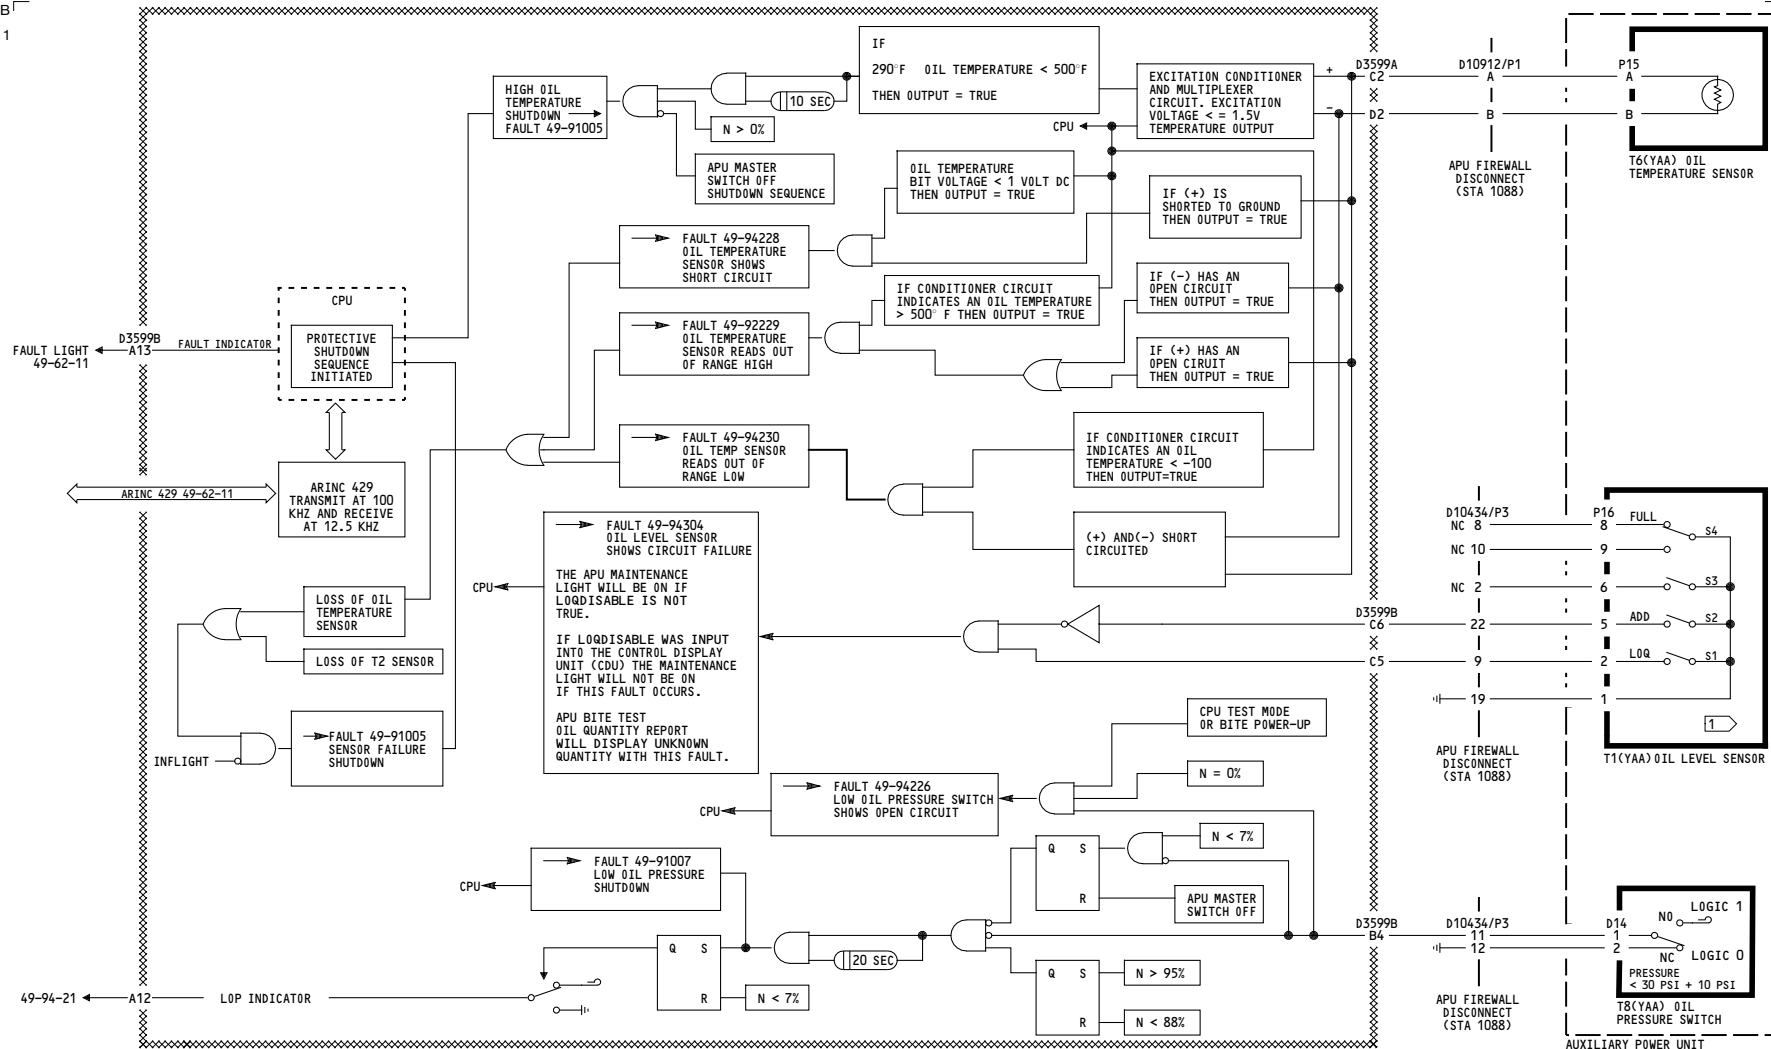 B
1
IF
290°F OIL TEMPERATURE < 500°F
THEN OUTPUT = TRUE
HIGH OIL
TEMPERATURE
SHUTDOWN
FAULT 49-91005
10 SEC
N > 0%
APU MASTER
SWITCH OFF
SHUTDOWN SEQUENCE
EXCITATION CONDITIONER
AND MULTIPLEXER
CIRCUIT. EXCITATION
VOLTAGE < = 1.5V
TEMPERATURE OUTPUT
+
-
CPU
D3599A
C2
D2
D10912/P1
A
B
APU FIREWALL
DISCONNECT
(STA 1088)
P15
A
B
T6(YAA) OIL
TEMPERATURE SENSOR
OIL TEMPERATURE
BIT VOLTAGE < 1 VOLT DC
THEN OUTPUT = TRUE
IF (+) IS
SHORTED TO GROUND
THEN OUTPUT = TRUE
FAULT 49-94228
OIL TEMPERATURE
SENSOR SHOWS
SHORT CIRCUIT
IF CONDITIONER CIRCUIT
INDICATES AN OIL TEMPERATURE
> 500° F THEN OUTPUT = TRUE
IF (-) HAS AN
OPEN CIRCUIT
THEN OUTPUT = TRUE
FAULT 49-92229
OIL TEMPERATURE
SENSOR READS OUT
OF RANGE HIGH
IF (+) HAS AN
OPEN CIRUIT
THEN OUTPUT = TRUE
CPU
PROTECTIVE
SHUTDOWN
SEQUENCE
INITIATED
D3599B
A13
FAULT INDICATOR
FAULT LIGHT
49-62-11
FAULT 49-94230
OIL TEMP SENSOR
READS OUT OF
RANGE LOW
IF CONDITIONER CIRCUIT
INDICATES AN OIL
TEMPERATURE < -100
THEN OUTPUT=TRUE
ARINC 429 49-62-11
ARINC 429
TRANSMIT AT 100
KHZ AND RECEIVE
AT 12.5 KHZ
(+) AND(-) SHORT
CIRCUITED
FAULT 49-94304
OIL LEVEL SENSOR
SHOWS CIRCUIT FAILURE
THE APU MAINTENANCE
LIGHT WILL BE ON IF
LOQDISABLE IS NOT
TRUE.
IF LOQDISABLE WAS INPUT
INTO THE CONTROL DISPLAY
UNIT (CDU) THE MAINTENANCE
LIGHT WILL NOT BE ON
IF THIS FAULT OCCURS.
APU BITE TEST
OIL QUANTITY REPORT
WILL DISPLAY UNKNOWN
QUANTITY WITH THIS FAULT.
CPU
D10434/P3
NC 8
NC 10
NC 2
22
9
19
P16
8
9
6
5
2
1
FULL
ADD
LOQ
S4
S3
S2
S1
1
D3599B
C6
C5
APU FIREWALL
DISCONNECT
(STA 1088)
T1(YAA) OIL LEVEL SENSOR
LOSS OF OIL
TEMPERATURE
SENSOR
LOSS OF T2 SENSOR
FAULT 49-91005
SENSOR FAILURE
SHUTDOWN
INFLIGHT
CPU TEST MODE
OR BITE POWER-UP
N = 0%
FAULT 49-94226
LOW OIL PRESSURE SWITCH
SHOWS OPEN CIRCUIT
CPU
N < 7%
Q S
R
APU MASTER
SWITCH OFF
FAULT 49-91007
LOW OIL PRESSURE
SHUTDOWN
CPU
D3599B
B4
D10434/P3
11
12
D14
1
2
NO
LOGIC 1
NC
LOGIC 0
PRESSURE
< 30 PSI + 10 PSI
T8(YAA) OIL
PRESSURE SWITCH
APU FIREWALL
DISCONNECT
(STA 1088)
Q S
R
20 SEC
N < 7%
Q S
R
N > 95%
N < 88%
49-94-21
A12
LOP INDICATOR
AUXILIARY POWER UNIT